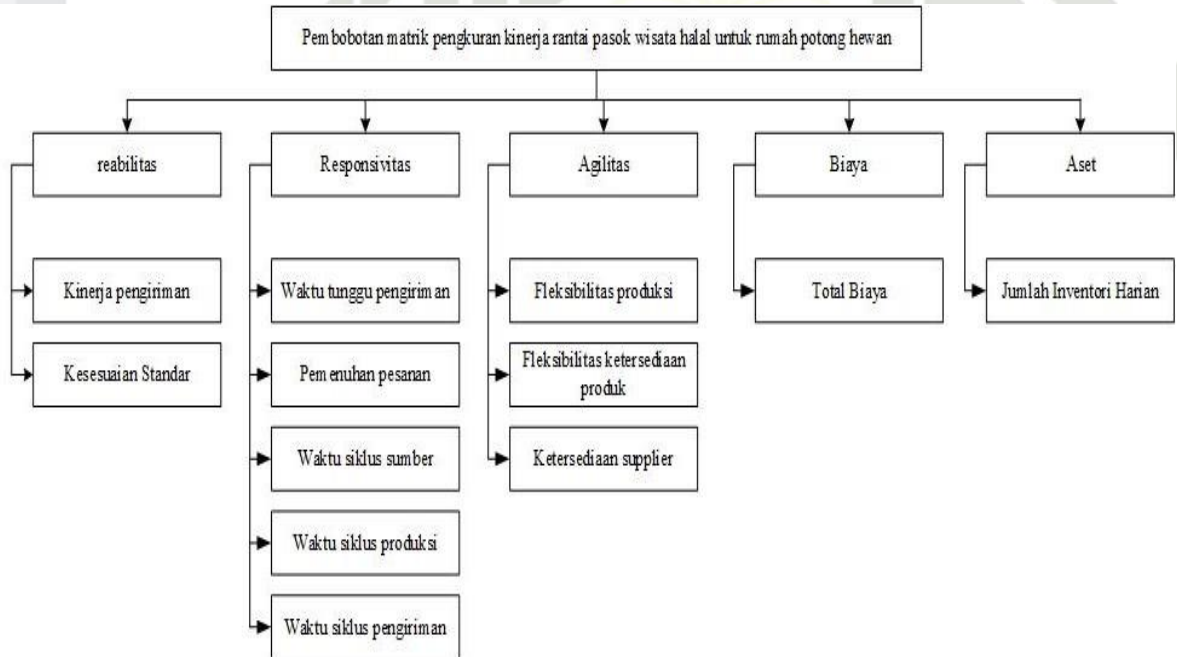 Pembobotan matrik pengkuran kinerja rantai pasok wisata halal untuk rumah potong hewan
reabilitas
Responsivitas
Agilitas
Biaya
Aset
Kinerja pengiriman
Waktu tunggu pengiriman
Fleksibilitas produksi
Total Biaya
Jumlah Inventori Harian
Kesesuaian Standar
Pemenuhan pesanan
Fleksibilitas ketersediaan
produk
Waktu siklus sumber
Ketersediaan supplier
Waktu siklus produksi
Waktu siklus pengiriman